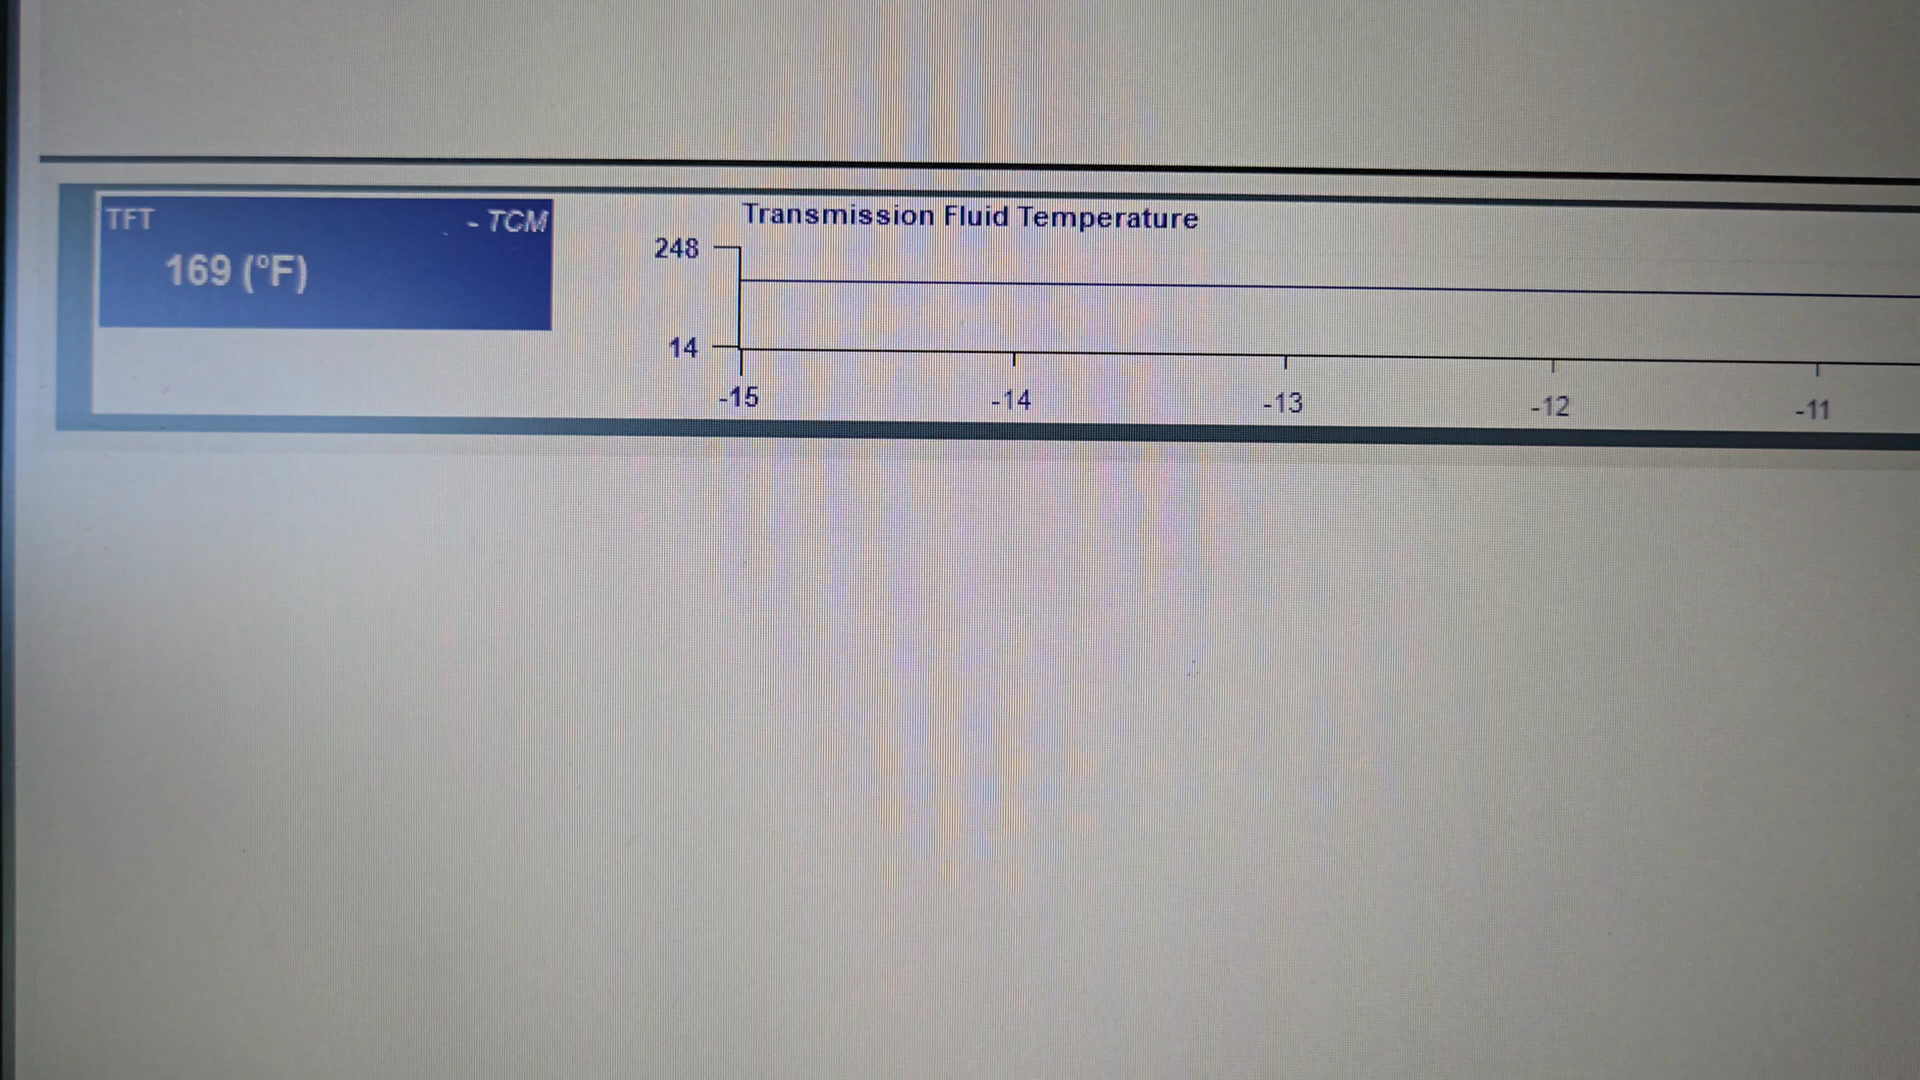 TFT - TCM
169 (°F)
Transmission Fluid Temperature
248
14
-15 -14 -13 -12 -11